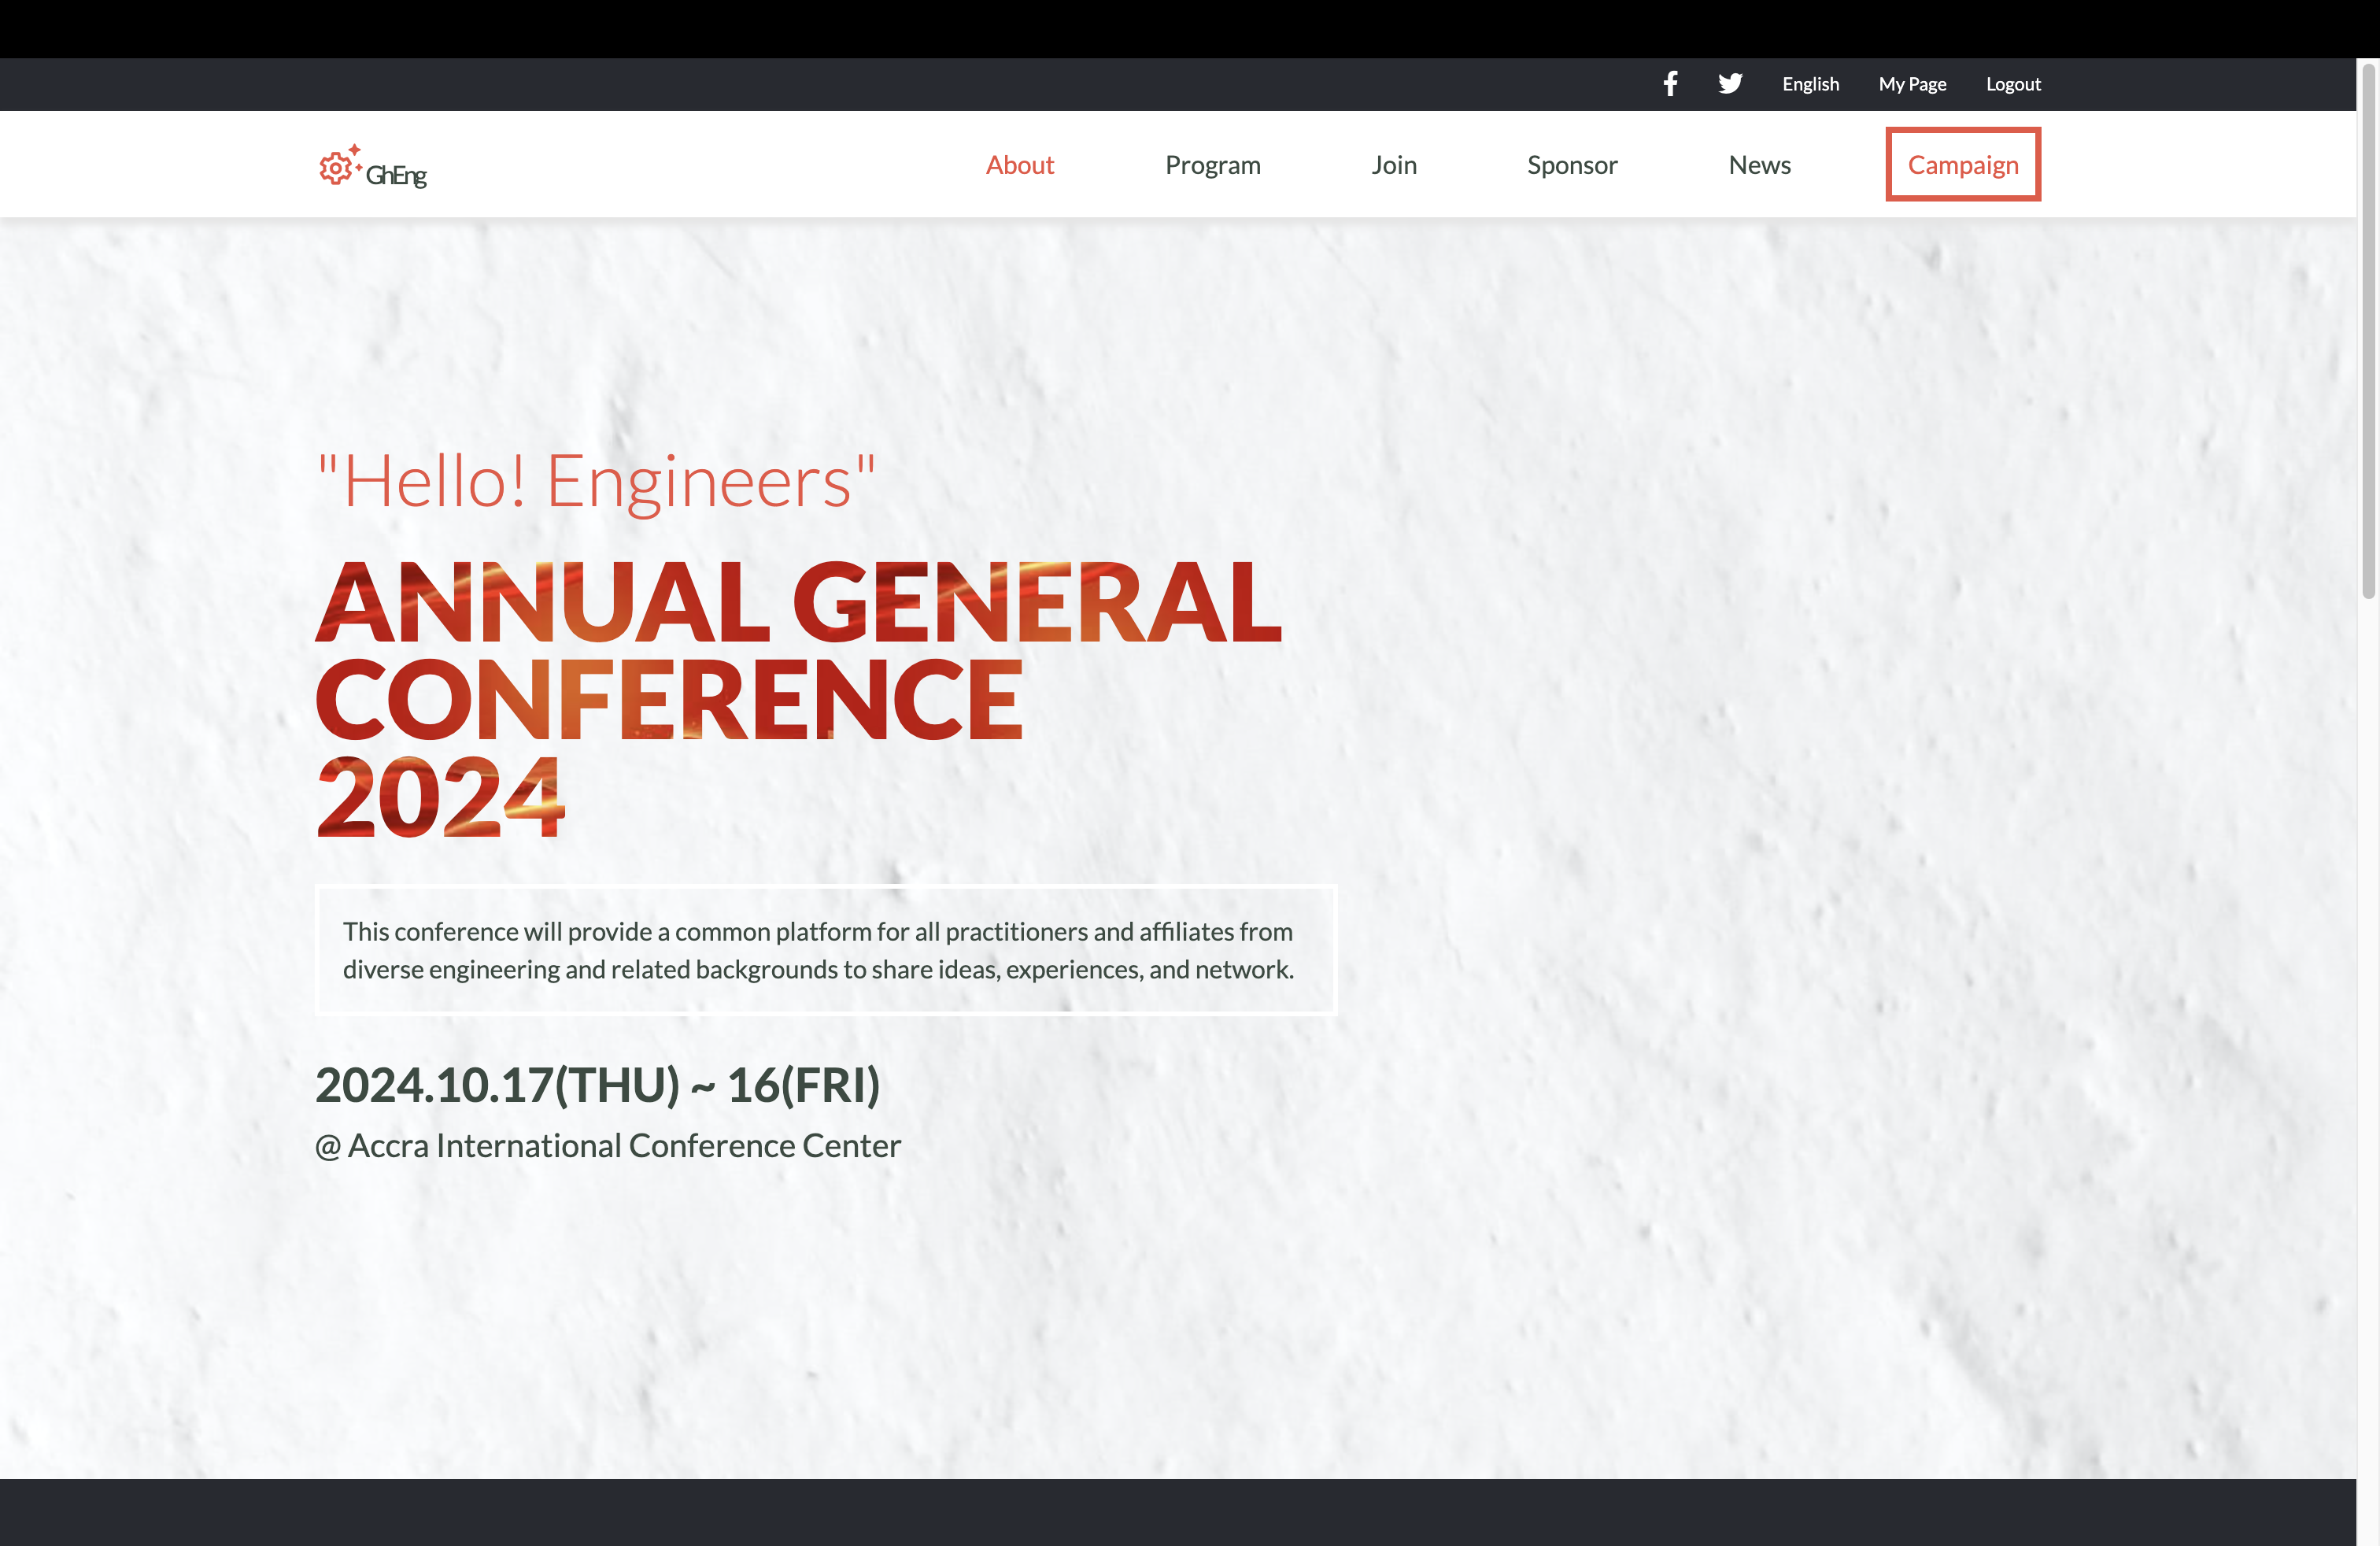 English My Page Logout
GhEng About Program Join Sponsor News Campaign
"Hello! Engineers"
ANNUAL GENERAL
CONFERENCE
2024
This conference will provide a common platform for all practitioners and affiliates from
diverse engineering and related backgrounds to share ideas, experiences, and network.
2024.10.17(THU) ~ 16(FRI)
@ Accra International Conference Center